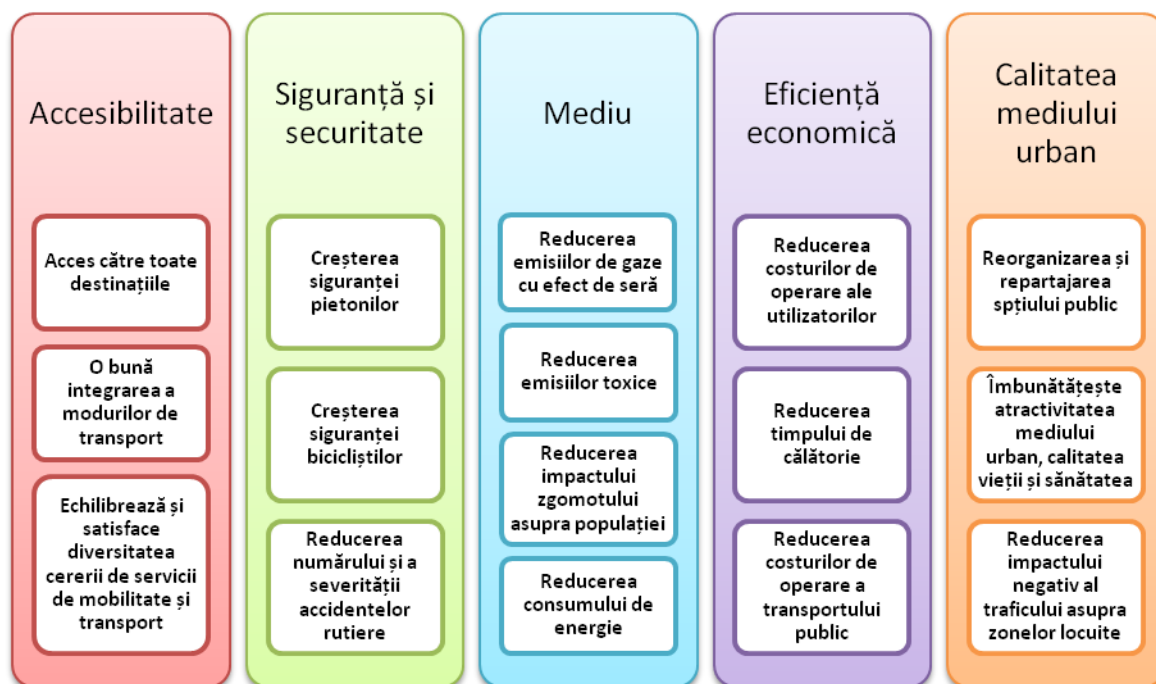 Accesibilitate
Acces către toate
destinațiile
O bună
integrarea a
modurilor de
transport
Echilibrează și
satisface
diversitatea
cererii de servicii
de mobilitate și
transport
Siguranță și
securitate
Creșterea
siguranței
pietonilor
Creșterea
siguranței
bicicliștilor
Reducerea
numărului și a
severității
accidentelor
rutiere
Mediu
Reducerea
emisiilor de gaze
cu efect de seră
Reducerea
emisiilor toxice
Reducerea
impactului
zgomotului
asupra populației
Reducerea
consumului de
energie
Eficiență
economică
Reducerea
costurilor de
operare ale
utilizatorilor
Reducerea
timpului de
călătorie
Reducerea
costurilor de
operare a
transportului
public
Calitatea
mediului
urban
Reorganizarea și
repartajarea
spțiului public
Îmbunătățește
atractivitatea
mediului
urban, calitatea
vieții și sănătatea
Reducerea
impactului
negativ al
traficului asupra
zonelor locuite